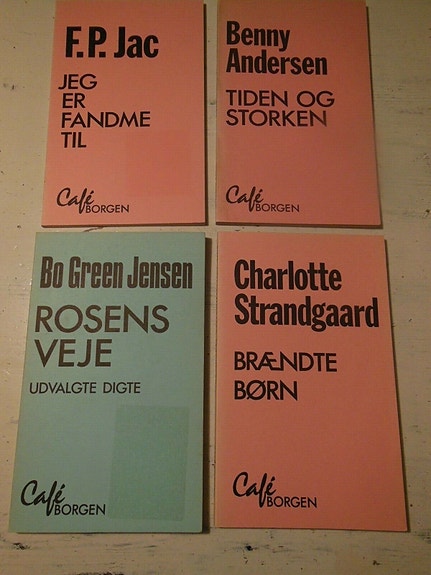 F.P. Jac
JEG
ER
FANDME
TIL
Café
BORGEN
Benny
Andersen
TIDEN OG
STORKEN
Café
BORGEN
Bo Green Jensen
ROSENS
VEJE
UDVALGTE DIGTE
Café
BORGEN
Charlotte
Strandgaard
BRÆNDTE
BØRN
Café
BORGEN